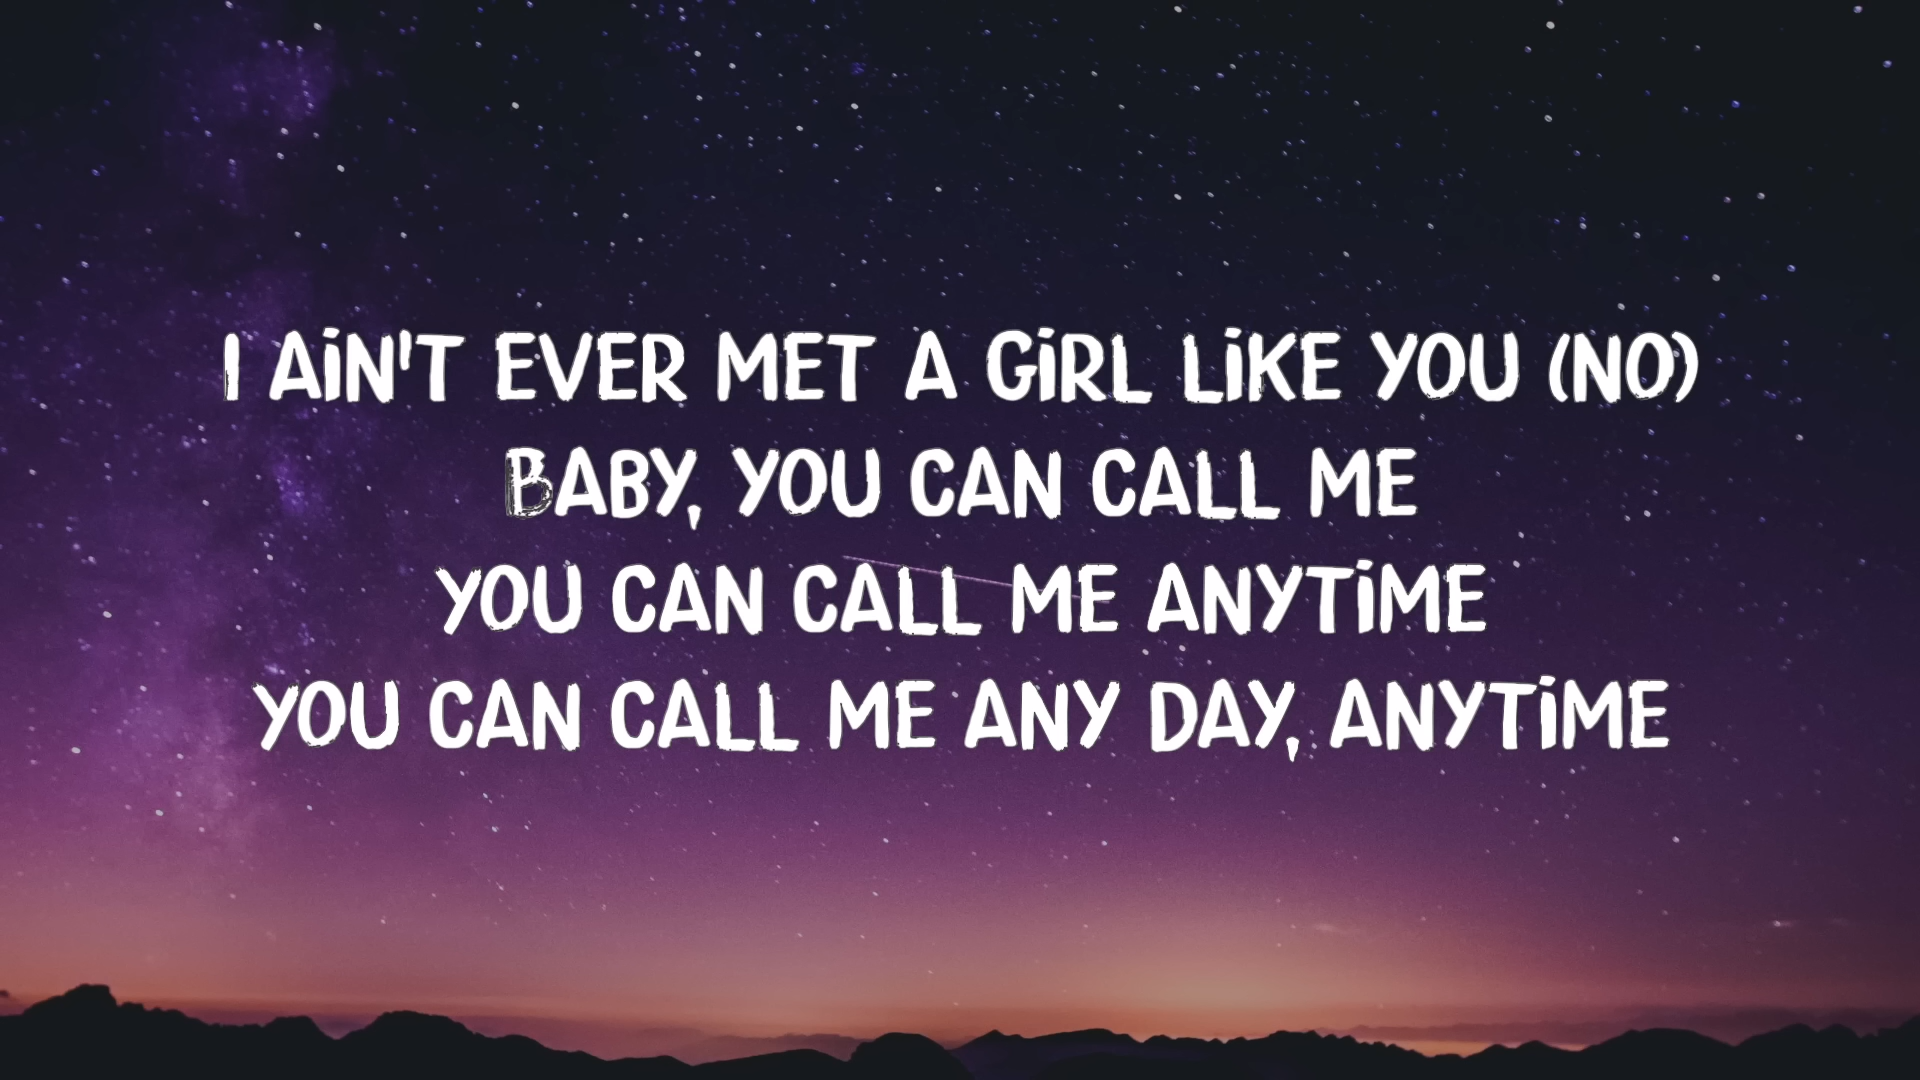 I AIN'T EVER MET A GIRL LIKE YOU (NO)
BABY, YOU CAN CALL ME
YOU CAN CALL ME ANYTIME
YOU CAN CALL ME ANY DAY, ANYTIME